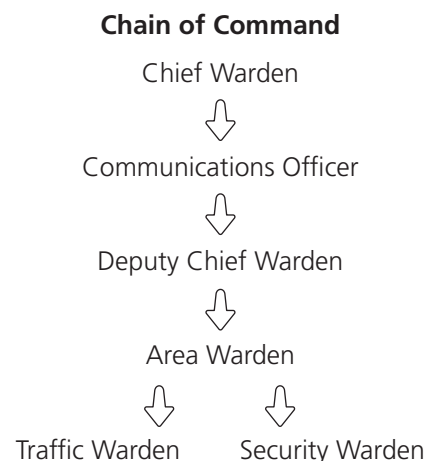 Chain of Command
Chief Warden
Communications Officer
Deputy Chief Warden
Area Warden
Traffic Warden Security Warden